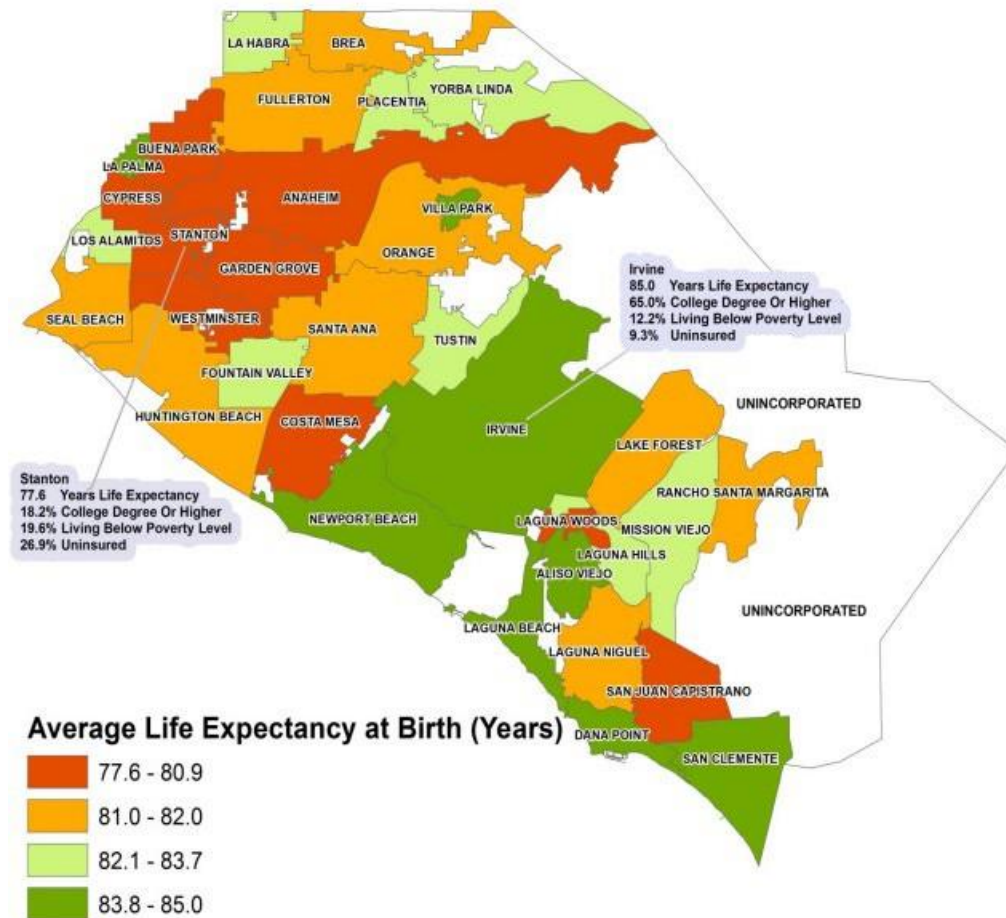 LA HABRA
BREA
FULLERTON
PLACENTIA
YORBA LINDA
BUENA PARK
LA PALMA
CYPRESS
ANAHEIM
VILLA PARK
LOS ALAMITOS
STANTON
ORANGE
GARDEN GROVE
Irvine
85.0 Years Life Expectancy
65.0% College Degree Or Higher
12.2% Living Below Poverty Level
9.3% Uninsured
SEAL BEACH
WESTMINSTER
SANTA ANA
TUSTIN
FOUNTAIN VALLEY
HUNTINGTON BEACH
COSTA MESA
IRVINE
UNINCORPORATED
LAKE FOREST
Stanton
77.6 Years Life Expectancy
18.2% College Degree Or Higher
19.6% Living Below Poverty Level
26.9% Uninsured
RANCHO SANTA MARGARITA
NEWPORT BEACH
LAGUNA WOODS
MISSION VIEJO
LAGUNA HILLS
ALISO VIEJO
UNINCORPORATED
LAGUNA BEACH
LAGUNA NIGUEL
SAN JUAN CAPISTRANO
DANA POINT
SAN CLEMENTE
Average Life Expectancy at Birth (Years)
77.6 - 80.9
81.0 - 82.0
82.1 - 83.7
83.8 - 85.0